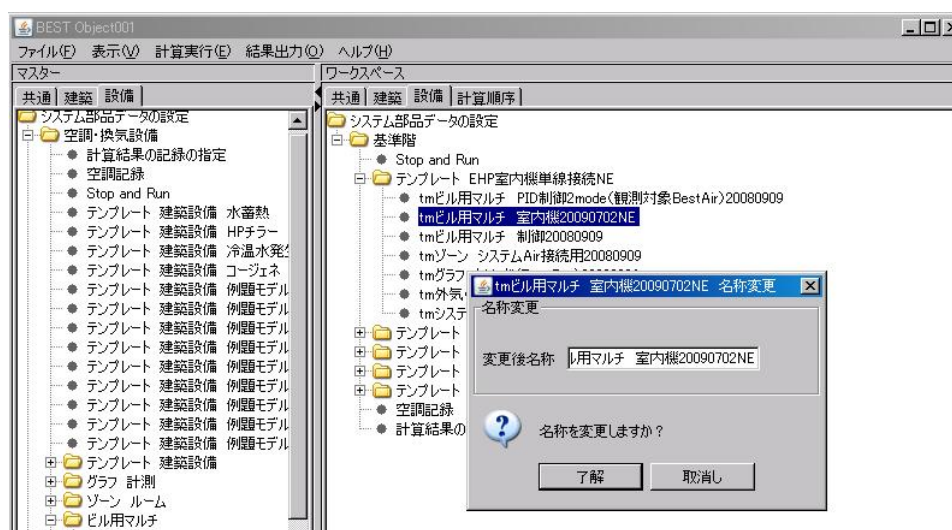 BEST Object001
ファイル(F) 表示(V) 計算実行(E) 結果出力(O) ヘルプ(H)
マスター
共通 建築 設備
システム部品データの設定
空調・換気設備
計算結果の記録の指定
空調記録
Stop and Run
テンプレート 建築設備 水蓄熱
テンプレート 建築設備 HPチラー
テンプレート 建築設備 冷温水発
テンプレート 建築設備 コージェネ
テンプレート 建築設備 例題モデル
テンプレート 建築設備 例題モデル
テンプレート 建築設備 例題モデル
テンプレート 建築設備 例題モデル
テンプレート 建築設備 例題モデル
テンプレート 建築設備 例題モデル
テンプレート 建築設備 例題モデル
テンプレート 建築設備 例題モデル
テンプレート 建築設備
グラフ 計測
ゾーン ルーム
ビル用マルチ
ワークスペース
共通 建築 設備 計算順序
システム部品データの設定
基準階
Stop and Run
テンプレート EHP室内機単線接続NE
tmビル用マルチ PID制御2mode(観測対象BestAir)20080909
tmビル用マルチ 室内機20090702NE
tmビル用マルチ 制御20080909
tmゾーン システムAir接続用20080909
tmグラフ
tm外気
tmシステ
テンプレート
テンプレート
テンプレート
テンプレート
空調記録
計算結果の
tmビル用マルチ 室内機20090702NE 名称変更
名称変更
変更後名称 用マルチ 室内機20090702NE
名称を変更しますか?
了解 取消し